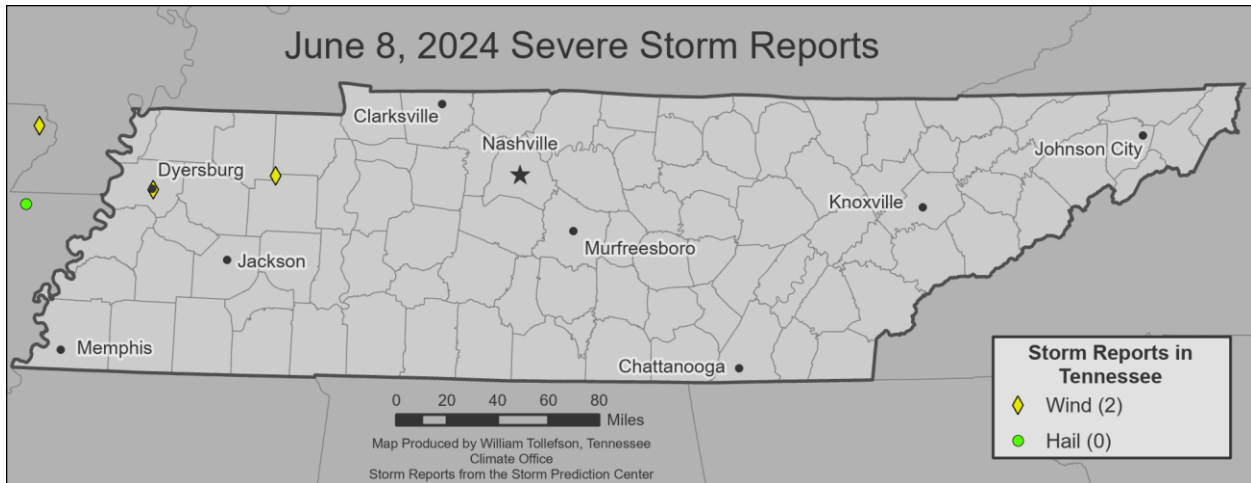 June 8, 2024 Severe Storm Reports
Clarksville
Nashville
Johnson City
Dyersburg
Knoxville
Murfreesboro
Jackson
Memphis
Chattanooga
Storm Reports in
Tennessee
Wind (2)
Hail (0)
0 20 40 60 80
Miles
Map Produced by William Tollefson, Tennessee
Climate Office
Storm Reports from the Storm Prediction Center